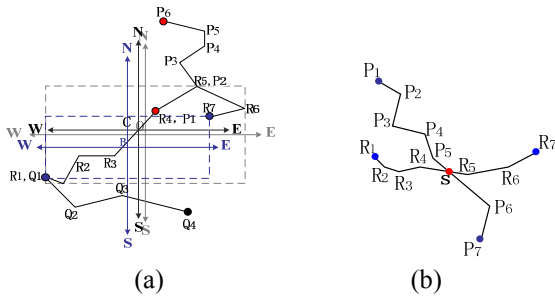 P6
P5
N N
N
P4
P3
R5, P2
R6
R7
R4, P1
C O
W W E E
W B E
R2 R3
R1, Q1
Q3
Q2
Q4
S S
S
(a)
P1
P2
P3
P4
R1
R2 R3 R4 P5 R5
S
R6
R7
P6
P7
(b)